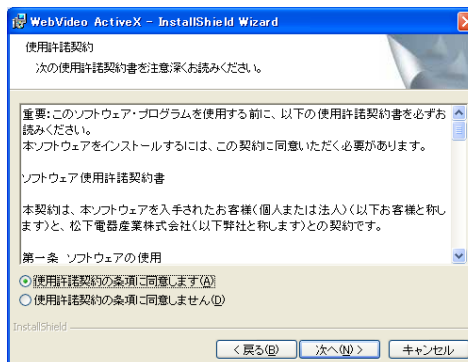 WebVideo ActiveX - InstallShield Wizard
使用許諾契約
次の使用許諾契約書を注意深くお読みください。
重要:このソフトウェア・プログラムを使用する前に、以下の使用許諾契約書を必ずお
読みください。
本ソフトウェアをインストールするには、この契約に同意いただく必要があります。
ソフトウェア使用許諾契約書
本契約は、本ソフトウェアを入手されたお客様(個人または法人)(以下お客様と称し
ます)と、松下電器産業株式会社(以下弊社と称します)との契約です。
第一条 ソフトウェアの使用
使用許諾契約の条項に同意します(A)
使用許諾契約の条項に同意しません(D)
InstallShield
< 戻る(B) 次へ(N) > キャンセル